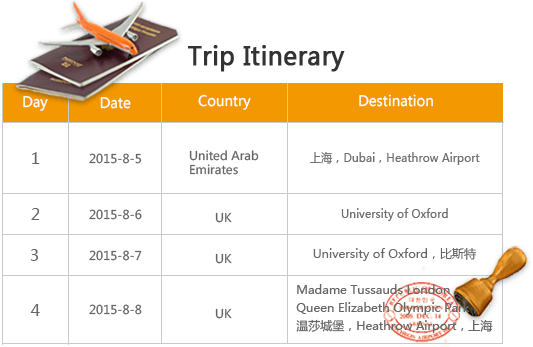 Trip Itinerary
Day Date Country Destination
1 2015-8-5 United Arab Emirates 上海，Dubai，Heathrow Airport
2 2015-8-6 UK University of Oxford
3 2015-8-7 UK University of Oxford，比斯特
4 2015-8-8 UK Madame Tussauds London，
Queen Elizabeth Olympic Park，
温莎城堡，Heathrow Airport，上海